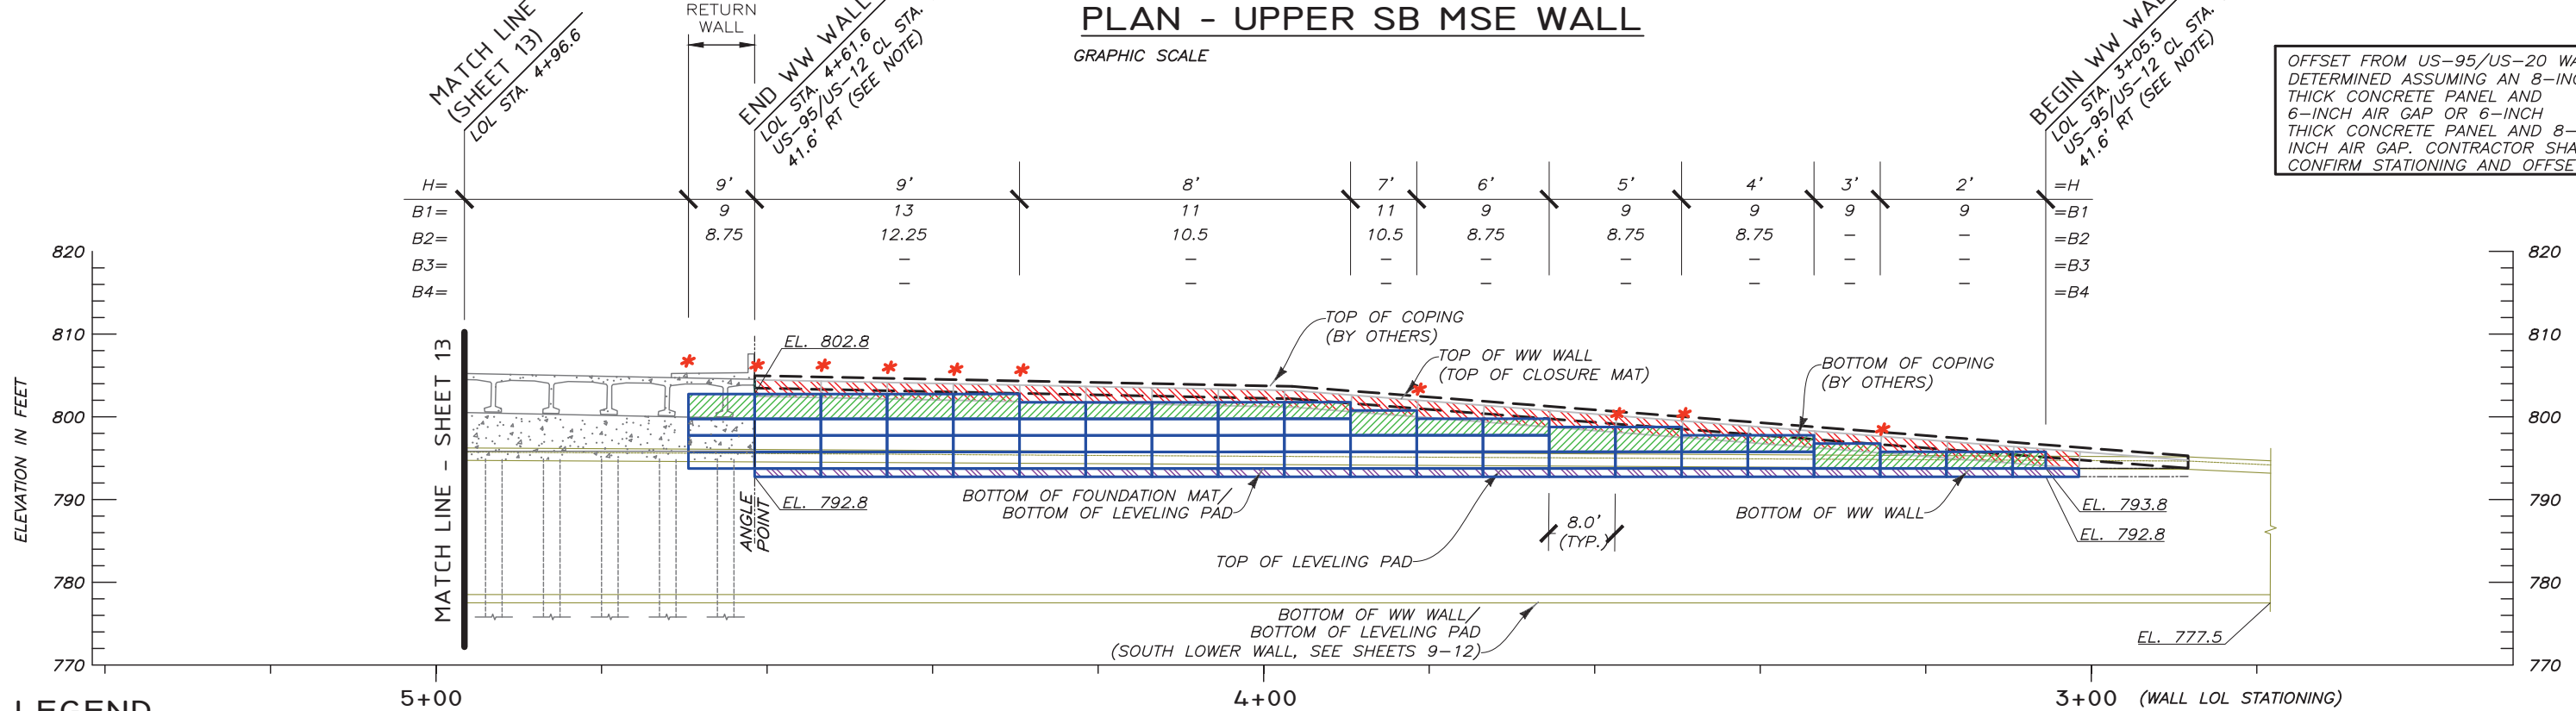 PLAN - UPPER SB MSE WALL
GRAPHIC SCALE
MATCH LINE
(SHEET 13)
LOL STA. 4+96.6
RETURN
WALL
END WW WALL
LOL STA. 4+61.6
US-95/US-12 CL STA.
41.6' RT (SEE NOTE)
BEGIN WW
LOL STA. 3+05.5
US-95/US-12 CL STA.
41.6' RT (SEE NOTE)
OFFSET FROM US-95/US-20
DETERMINED ASSUMING AN
THICK CONCRETE PANEL AND
6-INCH AIR GAP OR 6-INCH
THICK CONCRETE PANEL AND 8-
INCH AIR GAP. CONTRACTOR
CONFIRM STATIONING AND
H= 9' 9' 8' 7' 6' 5' 4' 3' 2' =H
B1= 9 13 11 11 9 9 9 9 9 =B1
B2= 8.75 12.25 10.5 10.5 8.75 8.75 8.75 - - =B2
B3= - - - - - - - - =B3
B4= - - - - - - - - =B4
820 820
810 810
800 800
790 790
780 780
770 770
ELEVATION IN FEET
MATCH LINE - SHEET 13
EL. 802.8
TOP OF COPING
(BY OTHERS)
TOP OF WW WALL
(TOP OF CLOSURE MAT)
BOTTOM OF COPING
(BY OTHERS)
ANGLE
POINT
EL. 792.8
BOTTOM OF FOUNDATION MAT/
BOTTOM OF LEVELING PAD
TOP OF LEVELING PAD
8.0'
(TYP.)
BOTTOM OF WW WALL
EL. 793.8
EL. 792.8
BOTTOM OF WW WALL/
BOTTOM OF LEVELING PAD
(SOUTH LOWER WALL, SEE SHEETS 9-12)
EL. 777.5
5+00 4+00 3+00 (WALL LOL STATIONING)
LEGEND